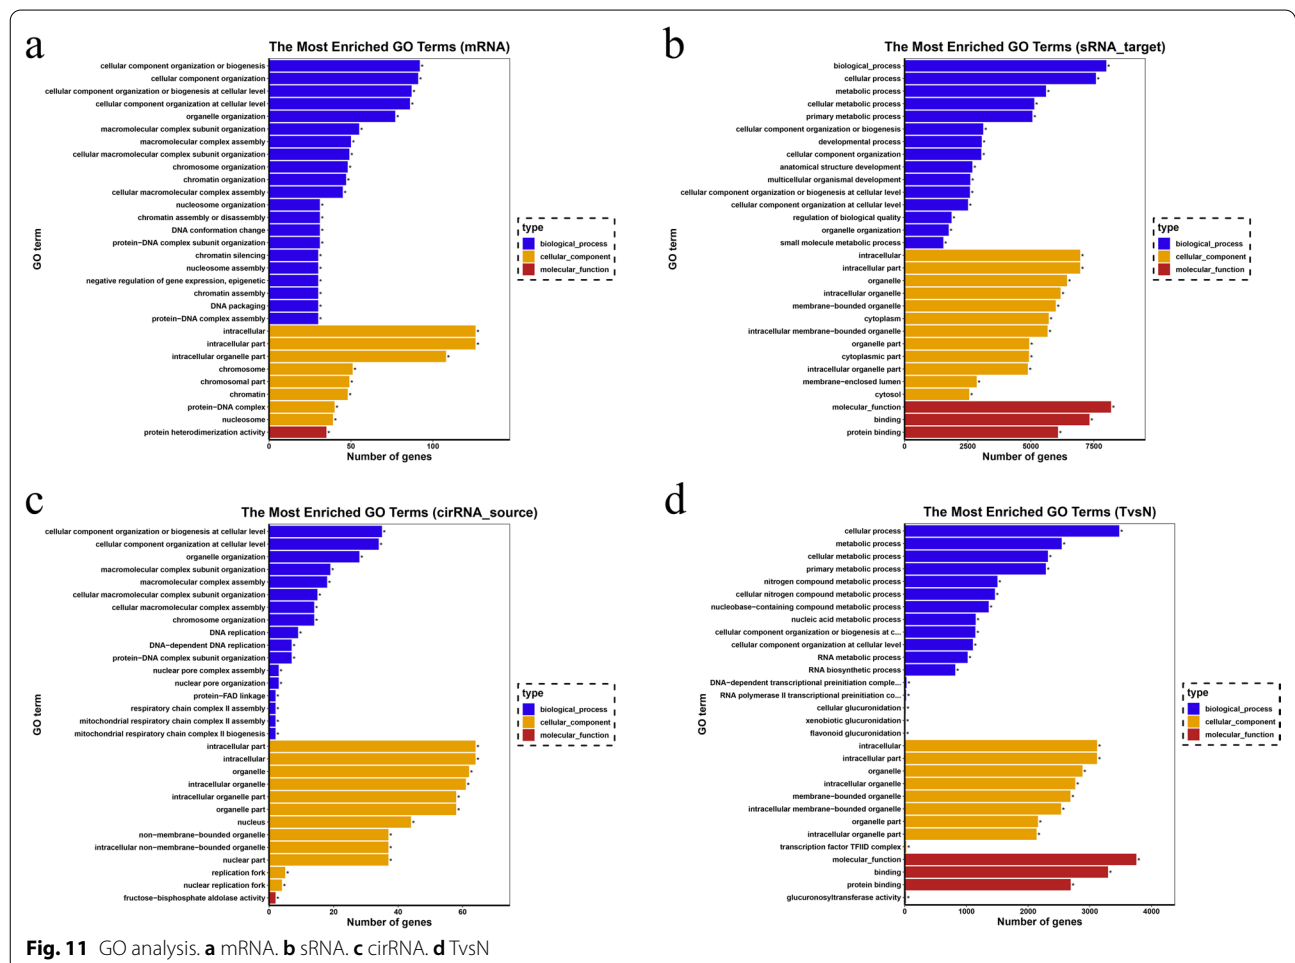 a
The Most Enriched GO Terms (mRNA)
cellular component organization or biogenesis
cellular component organization
cellular component organization or biogenesis at cellular level
cellular component organization at cellular level
organelle organization
macromolecular complex subunit organization
macromolecular complex assembly
cellular macromolecular complex subunit organization
chromosome organization
chromatin organization
cellular macromolecular complex assembly
nucleosome organization
chromatin assembly or disassembly
DNA conformation change
protein-DNA complex subunit organization
chromatin silencing
nucleosome assembly
negative regulation of gene expression, epigenetic
chromatin assembly
DNA packaging
protein-DNA complex assembly
intracellular
intracellular part
intracellular organelle part
chromosome
chromosomal part
chromatin
protein-DNA complex
nucleosome
protein heterodimerization activity
GO term
0 50 100
Number of genes
type
biological_process
cellular_component
molecular_function
b
The Most Enriched GO Terms (sRNA_target)
biological_process
cellular process
metabolic process
cellular metabolic process
primary metabolic process
cellular component organization or biogenesis
developmental process
cellular component organization
anatomical structure development
multicellular organismal development
cellular component organization or biogenesis at cellular level
cellular component organization at cellular level
regulation of biological quality
organelle organization
small molecule metabolic process
intracellular
intracellular part
organelle
intracellular organelle
membrane-bounded organelle
cytoplasm
intracellular membrane-bounded organelle
organelle part
cytoplasmic part
intracellular organelle part
membrane-enclosed lumen
cytosol
molecular_function
binding
protein binding
GO term
0 2500 5000 7500
Number of genes
type
biological_process
cellular_component
molecular_function
c
The Most Enriched GO Terms (cirRNA_source)
cellular component organization or biogenesis at cellular level
cellular component organization at cellular level
organelle organization
macromolecular complex subunit organization
macromolecular complex assembly
cellular macromolecular complex subunit organization
cellular macromolecular complex assembly
chromosome organization
DNA replication
DNA-dependent DNA replication
protein-DNA complex subunit organization
nuclear pore complex assembly
nuclear pore organization
protein-FAD linkage
respiratory chain complex II assembly
mitochondrial respiratory chain complex II assembly
mitochondrial respiratory chain complex II biogenesis
intracellular part
intracellular
organelle
intracellular organelle
intracellular organelle part
organelle part
nucleus
non-membrane-bounded organelle
intracellular non-membrane-bounded organelle
nuclear part
replication fork
nuclear replication fork
fructose-bisphosphate aldolase activity
GO term
0 20 40 60
Number of genes
type
biological_process
cellular_component
molecular_function
d
The Most Enriched GO Terms (TvsN)
cellular process
metabolic process
cellular metabolic process
primary metabolic process
nitrogen compound metabolic process
cellular nitrogen compound metabolic process
nucleobase-containing compound metabolic process
nucleic acid metabolic process
cellular component organization or biogenesis at c...
cellular component organization at cellular level
RNA metabolic process
RNA biosynthetic process
DNA-dependent transcriptional preinitiation comple...
RNA polymerase II transcriptional preinitiation co...
cellular glucuronidation
xenobiotic glucuronidation
flavonoid glucuronidation
intracellular
intracellular part
organelle
intracellular organelle
membrane-bounded organelle
intracellular membrane-bounded organelle
organelle part
intracellular organelle part
transcription factor TFIID complex
molecular_function
binding
protein binding
glucuronosyltransferase activity
GO term
0 1000 2000 3000 4000
Number of genes
type
biological_process
cellular_component
molecular_function
Fig. 11 GO analysis. a mRNA. b sRNA. c cirRNA. d TvsN